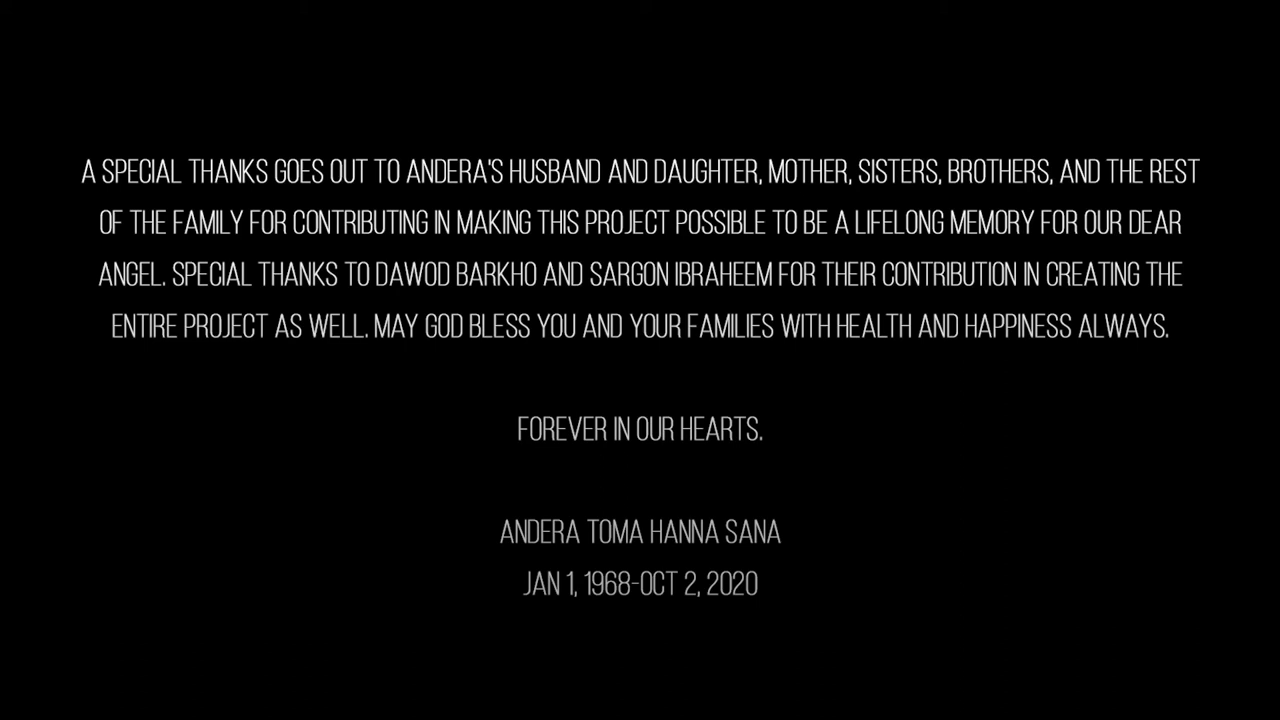 A SPECIAL THANKS GOES OUT TO ANDERA'S HUSBAND AND DAUGHTER, MOTHER, SISTERS, BROTHERS, AND THE REST
OF THE FAMILY FOR CONTRIBUTING IN MAKING THIS PROJECT POSSIBLE TO BE A LIFELONG MEMORY FOR OUR DEAR
ANGEL. SPECIAL THANKS TO DAWOD BARKHO AND SARGON IBRAHEEM FOR THEIR CONTRIBUTION IN CREATING THE
ENTIRE PROJECT AS WELL. MAY GOD BLESS YOU AND YOUR FAMILIES WITH HEALTH AND HAPPINESS ALWAYS.
FOREVER IN OUR HEARTS.
ANDERA TOMA HANNA SANA
JAN 1, 1968-OCT 2, 2020